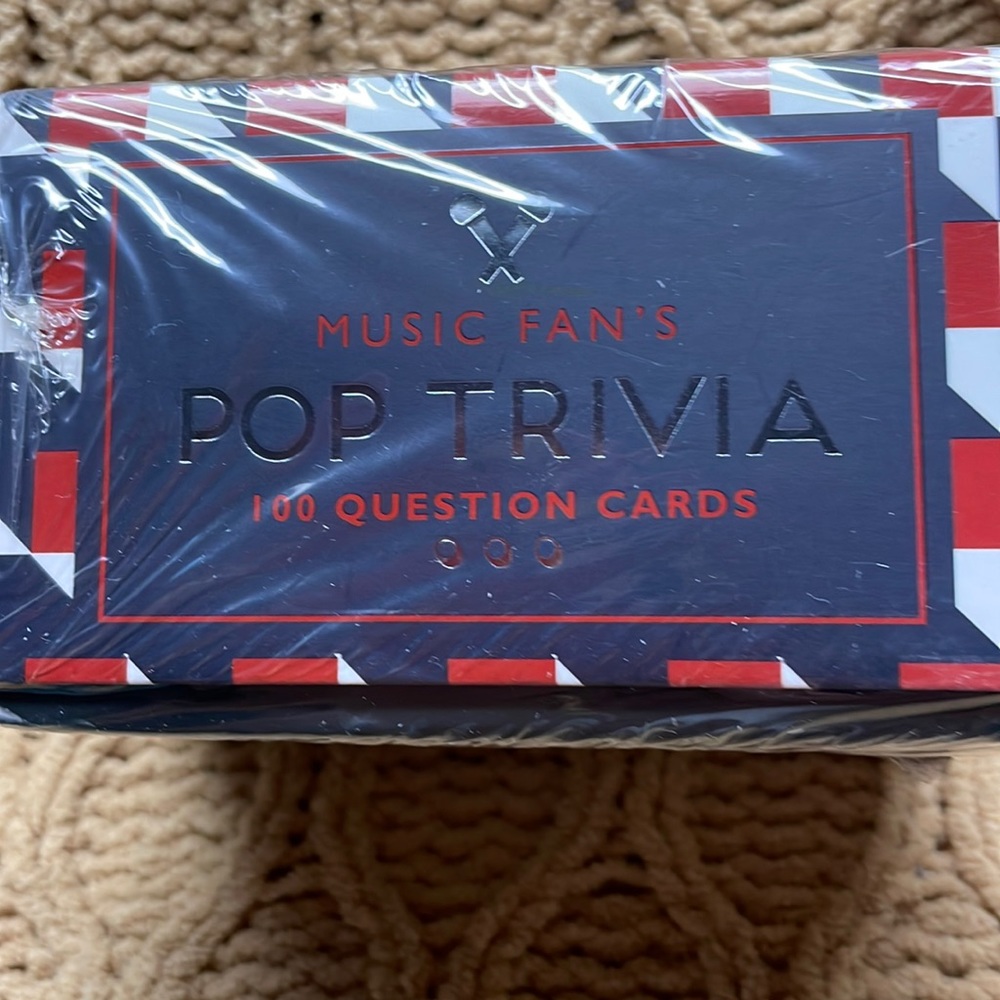 MUSIC FAN'S
POP TRIVIA
100 QUESTION CARDS